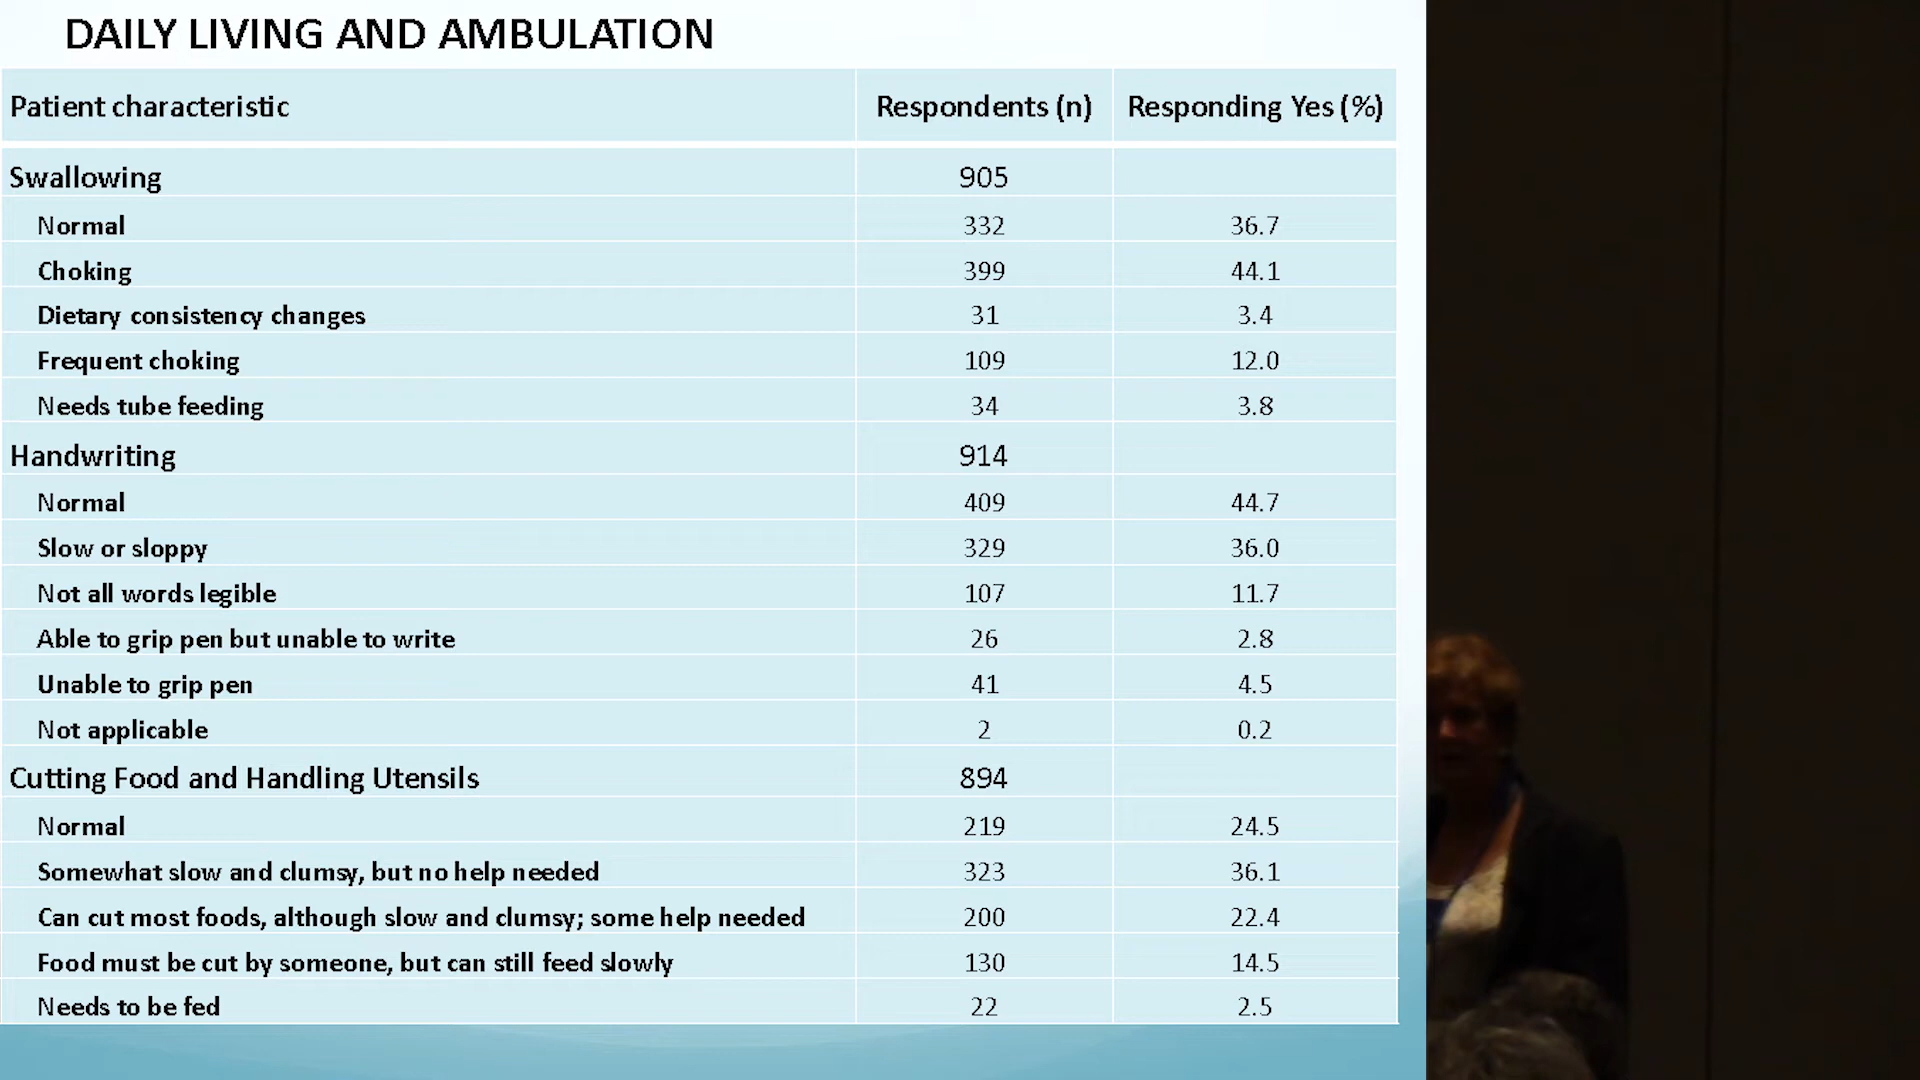 DAILY LIVING AND AMBULATION
Patient characteristic Respondents (n) Responding Yes (%)
Swallowing 905
Normal 332 36.7
Choking 399 44.1
Dietary consistency changes 31 3.4
Frequent choking 109 12.0
Needs tube feeding 34 3.8
Handwriting 914
Normal 409 44.7
Slow or sloppy 329 36.0
Not all words legible 107 11.7
Able to grip pen but unable to write 26 2.8
Unable to grip pen 41 4.5
Not applicable 2 0.2
Cutting Food and Handling Utensils 894
Normal 219 24.5
Somewhat slow and clumsy, but no help needed 323 36.1
Can cut most foods, although slow and clumsy; some help needed 200 22.4
Food must be cut by someone, but can still feed slowly 130 14.5
Needs to be fed 22 2.5